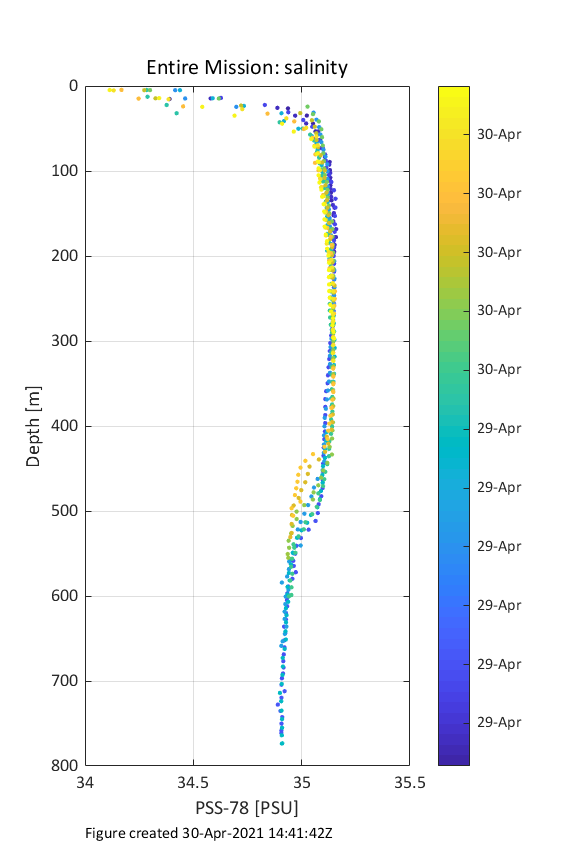 Entire Mission: salinity
0
100
200
300
400
500
600
700
800
Depth [m]
34
34.5
35
35.5
PSS-78 [PSU]
30-Apr
30-Apr
30-Apr
30-Apr
30-Apr
29-Apr
29-Apr
29-Apr
29-Apr
29-Apr
29-Apr
Figure created 30-Apr-2021 14:41:42Z